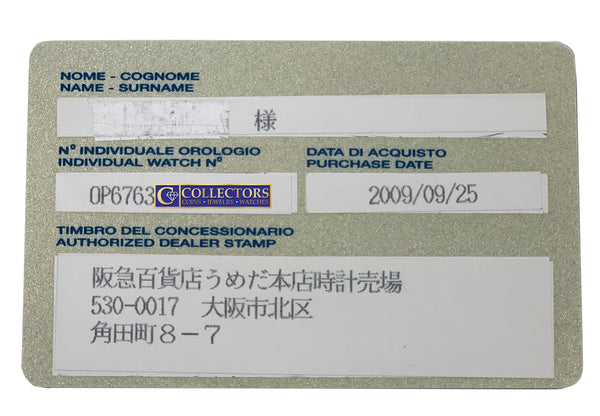 NOME - COGNOME
NAME - SURNAME
様
N° INDIVIDUALE OROLOGIO
INDIVIDUAL WATCH N°
DATA DI ACQUISTO
PURCHASE DATE
OP6763
COLLECTORS
COINS • JEWELRY • WATCHES
2009/09/25
TIMBRO DEL CONCESSIONARIO
AUTHORIZED DEALER STAMP
阪急百貨店うめだ本店時計売場
530-0017 大阪市北区
角田町8-7